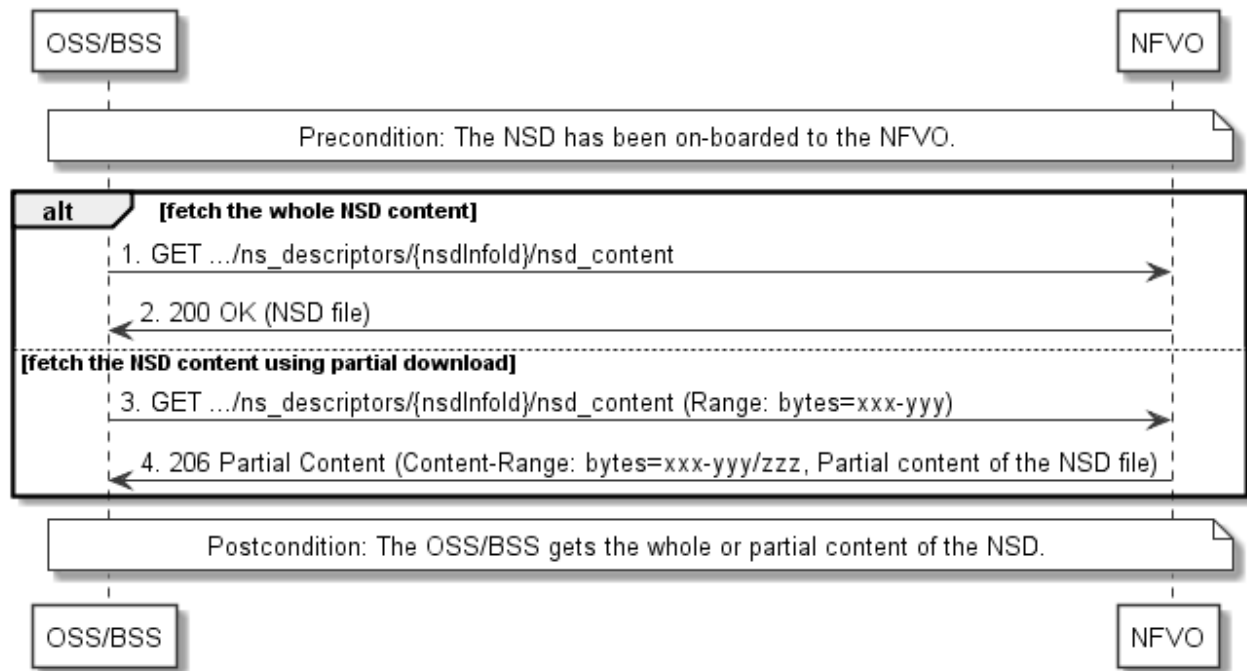 OSS/BSS
NFVO
Precondition: The NSD has been on-boarded to the NFVO.
alt
[fetch the whole NSD content]
1. GET .../ns_descriptors/{nsdInfoId}/nsd_content
2. 200 OK (NSD file)
[fetch the NSD content using partial download]
3. GET .../ns_descriptors/{nsdInfoId}/nsd_content (Range: bytes=xxx-yyy)
4. 206 Partial Content (Content-Range: bytes=xxx-yyy/zzz, Partial content of the NSD file)
Postcondition: The OSS/BSS gets the whole or partial content of the NSD.
OSS/BSS
NFVO